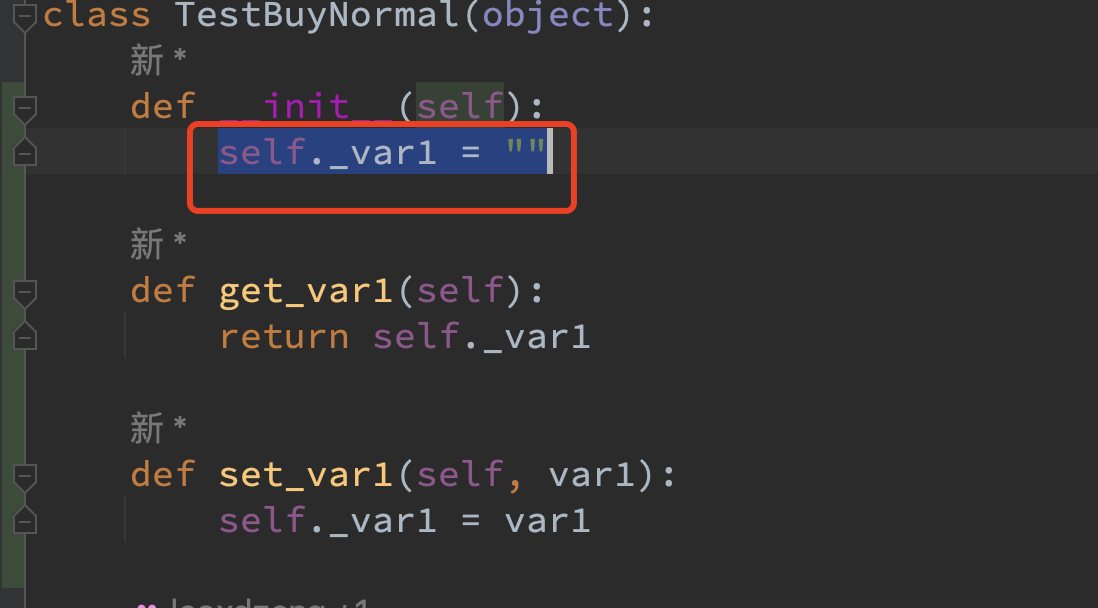 class TestBuyNormal(object):
新 *
def __init__(self):
self._var1 = ""
新 *
def get_var1(self):
return self._var1
新 *
def set_var1(self, var1):
self._var1 = var1